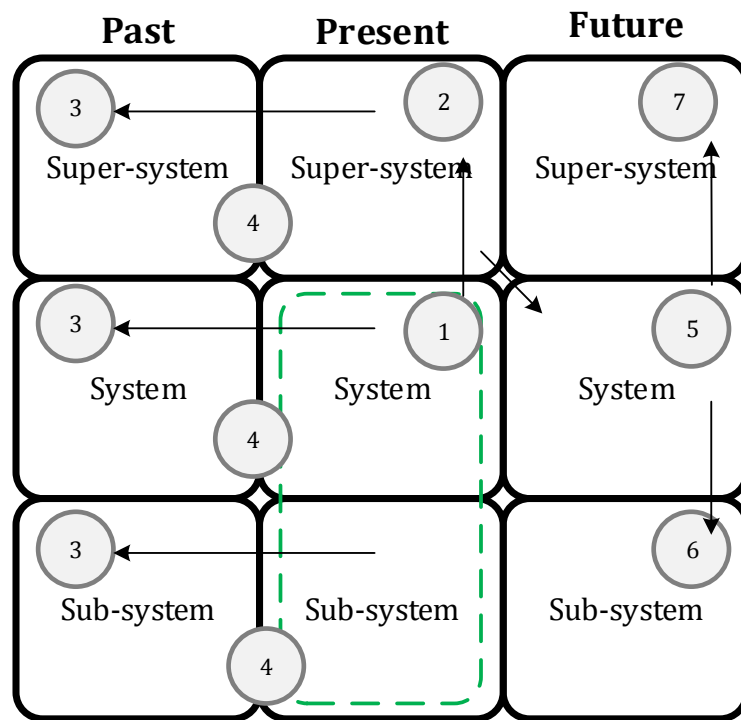 Past Present Future
3 2 7
Super-system Super-system Super-system
4
3 1 5
System System System
4
3 6
Sub-system Sub-system Sub-system
4